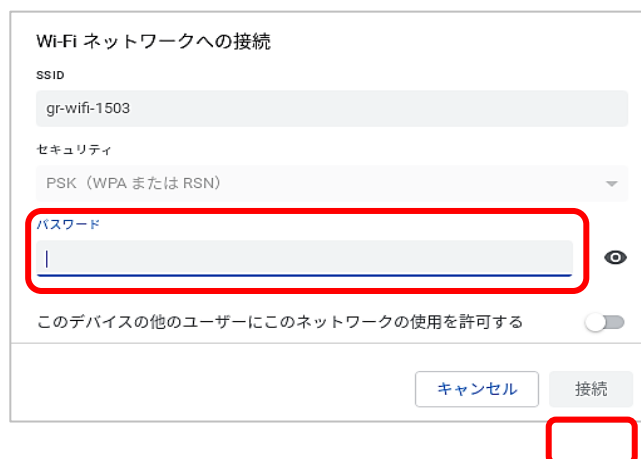 Wi-Fi ネットワークへの接続
SSID
gr-wifi-1503
セキュリティ
PSK（WPA または RSN）
パスワード
このデバイスの他のユーザーにこのネットワークの使用を許可する
キャンセル 接続